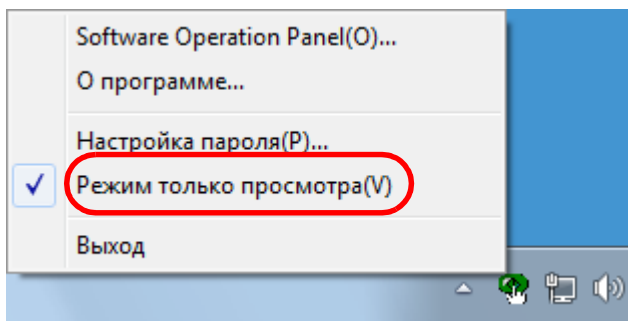 Software Operation Panel(O)...
О программе...
Настройка пароля(P)...
Режим только просмотра(V)
Выход